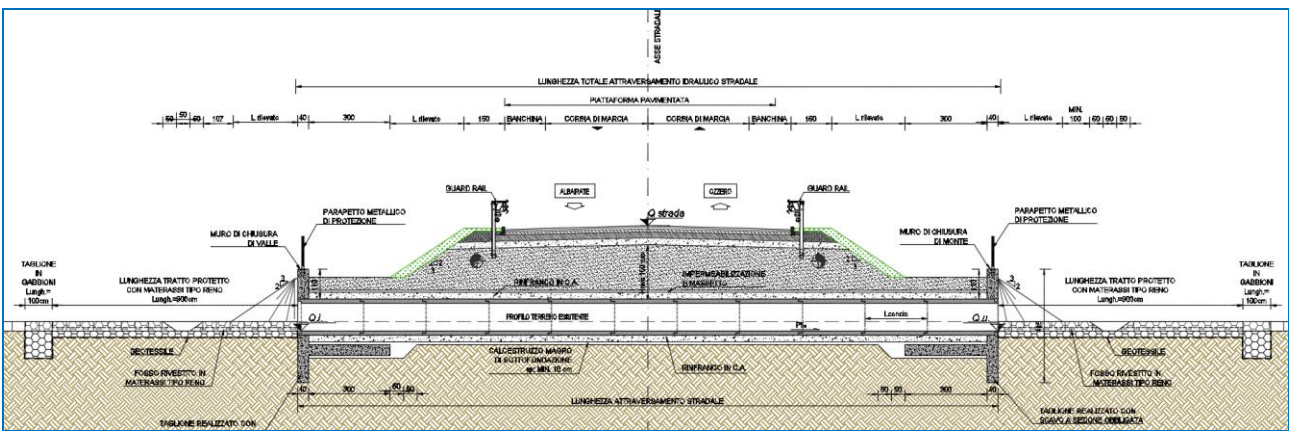 ASSE STRADALE
LUNGHEZZA TOTALE ATTRAVERSAMENTO IDRAULICO STRADALE
PIATTAFORMA PAVIMENTATA
50 50 50 107 L rilevato 40 300 L rilevato 150 BANCHINA CORSIA DI MARCIA CORSIA DI MARCIA BANCHINA 150 L rilevato 300 40 L rilevato MIN. 100 50 50 50
GUARD RAIL
ALBAIRATE
OZZERO
GUARD RAIL
Q strada
PARAPETTO METALLICO
DI PROTEZIONE
PARAPETTO METALLICO
DI PROTEZIONE
MURO DI CHIUSURA
DI VALLE
MURO DI CHIUSURA
DI MONTE
TAGLIONE
IN
GABBIONI
Lungh.=
100cm
LUNGHEZZA TRATTO PROTETTO
CON MATERASSI TIPO RENO
Lungh.=900cm
RINFIANCO IN C.A.
IMPERMEABILIZZAZIONE
LUNGHEZZA TRATTO PROTETTO
CON MATERASSI TIPO RENO
Lungh.=900cm
TAGLIONE
IN
GABBIONI
Lungh.=
100cm
Q.i.
PROFILO TERRENO ESISTENTE
L concio
Q.u.
GEOTESSILE
FOSSO RIVESTITO IN
MATERASSI TIPO RENO
CALCESTRUZZO MAGRO
DI SOTTOFONDAZIONE
sp. MIN. 10 cm
RINFIANCO IN C.A.
GEOTESSILE
FOSSO RIVESTITO IN
MATERASSI TIPO RENO
40 300 50 50
50 50 300 40
LUNGHEZZA ATTRAVERSAMENTO STRADALE
TAGLIONE REALIZZATO CON
TAGLIONE REALIZZATO CON
SCAVO A SEZIONE OBBLIGATA